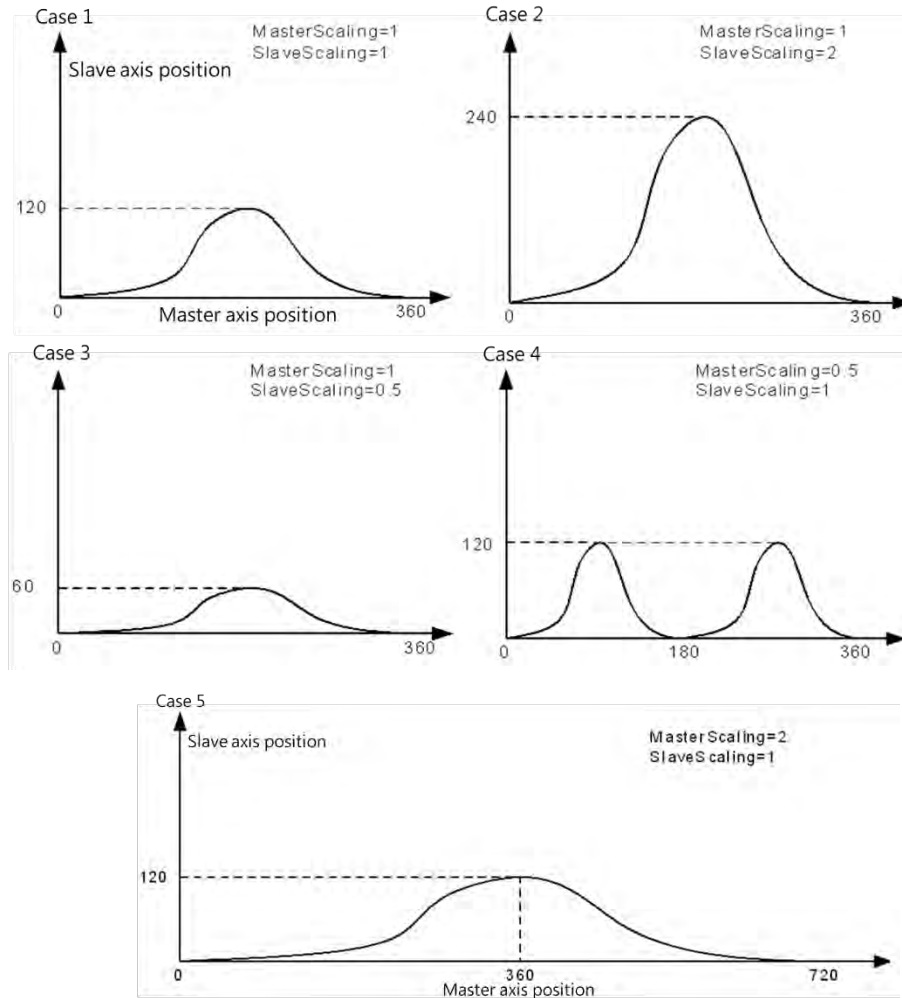 Case 1
MasterScaling=1
SlaveScaling=1
Slave axis position
120
0
Master axis position
360
Case 2
MasterScaling=1
SlaveScaling=2
240
0
360
Case 3
MasterScaling=1
SlaveScaling=0.5
60
0
360
Case 4
MasterScaling=0.5
SlaveScaling=1
120
0
180
360
Case 5
Slave axis position
MasterScaling=2
SlaveScaling=1
120
0
360
720
Master axis position